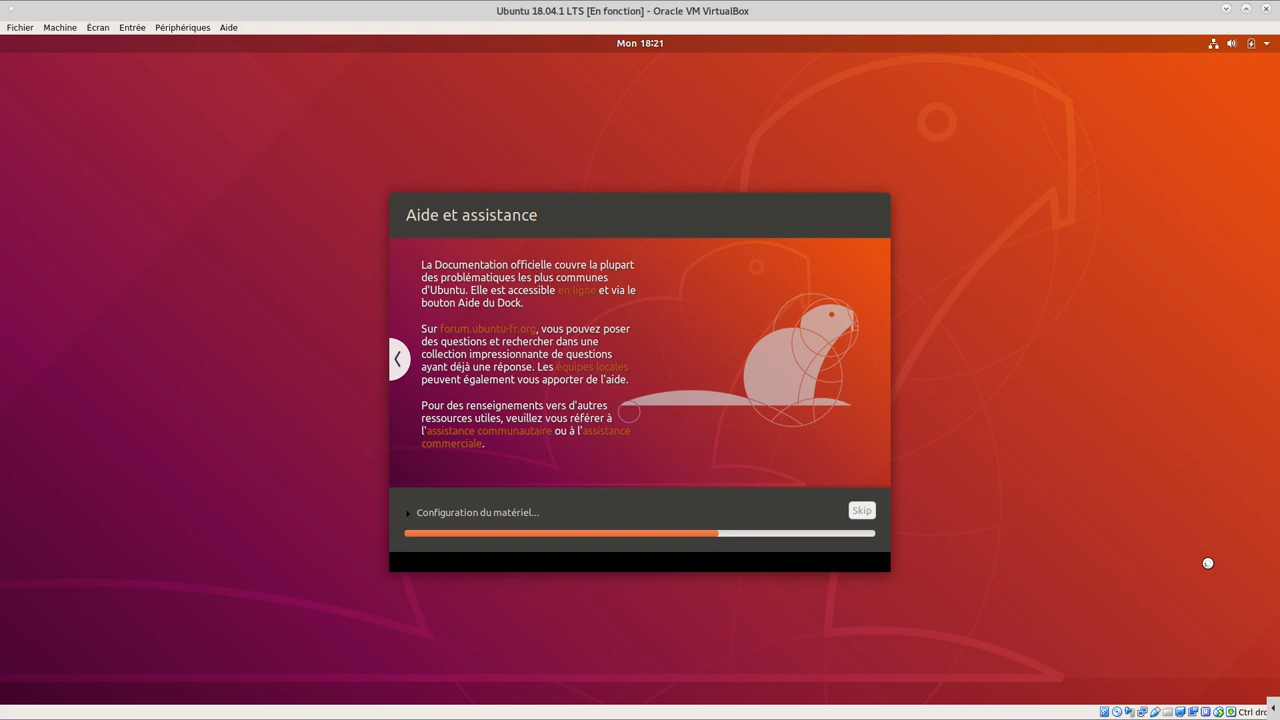 Ubuntu 18.04.1 LTS [En fonction] - Oracle VM VirtualBox
Fichier Machine Écran Entrée Périphériques Aide
Mon 18:21
Aide et assistance
La Documentation officielle couvre la plupart
des problématiques les plus communes
d'Ubuntu. Elle est accessible en ligne et via le
bouton Aide du Dock.
Sur forum.ubuntu-fr.org, vous pouvez poser
des questions et rechercher dans une
collection impressionnante de questions
ayant déjà une réponse. Les équipes locales
peuvent également vous apporter de l'aide.
Pour des renseignements vers d'autres
ressources utiles, veuillez vous référer à
l'assistance communautaire ou à l'assistance
commerciale.
Configuration du matériel...
Skip
Ctrl dro